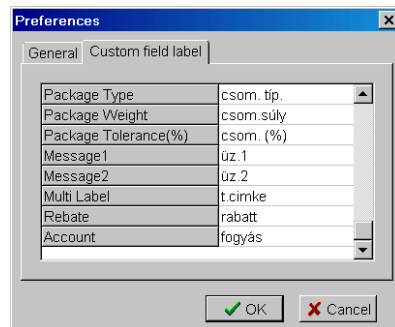 Preferences
General Custom field label
Package Type csom. típ.
Package Weight csom.súly
Package Tolerance(%) csom. (%)
Message1 üz.1
Message2 üz.2
Multi Label t.cimke
Rebate rabatt
Account fogyás
OK Cancel